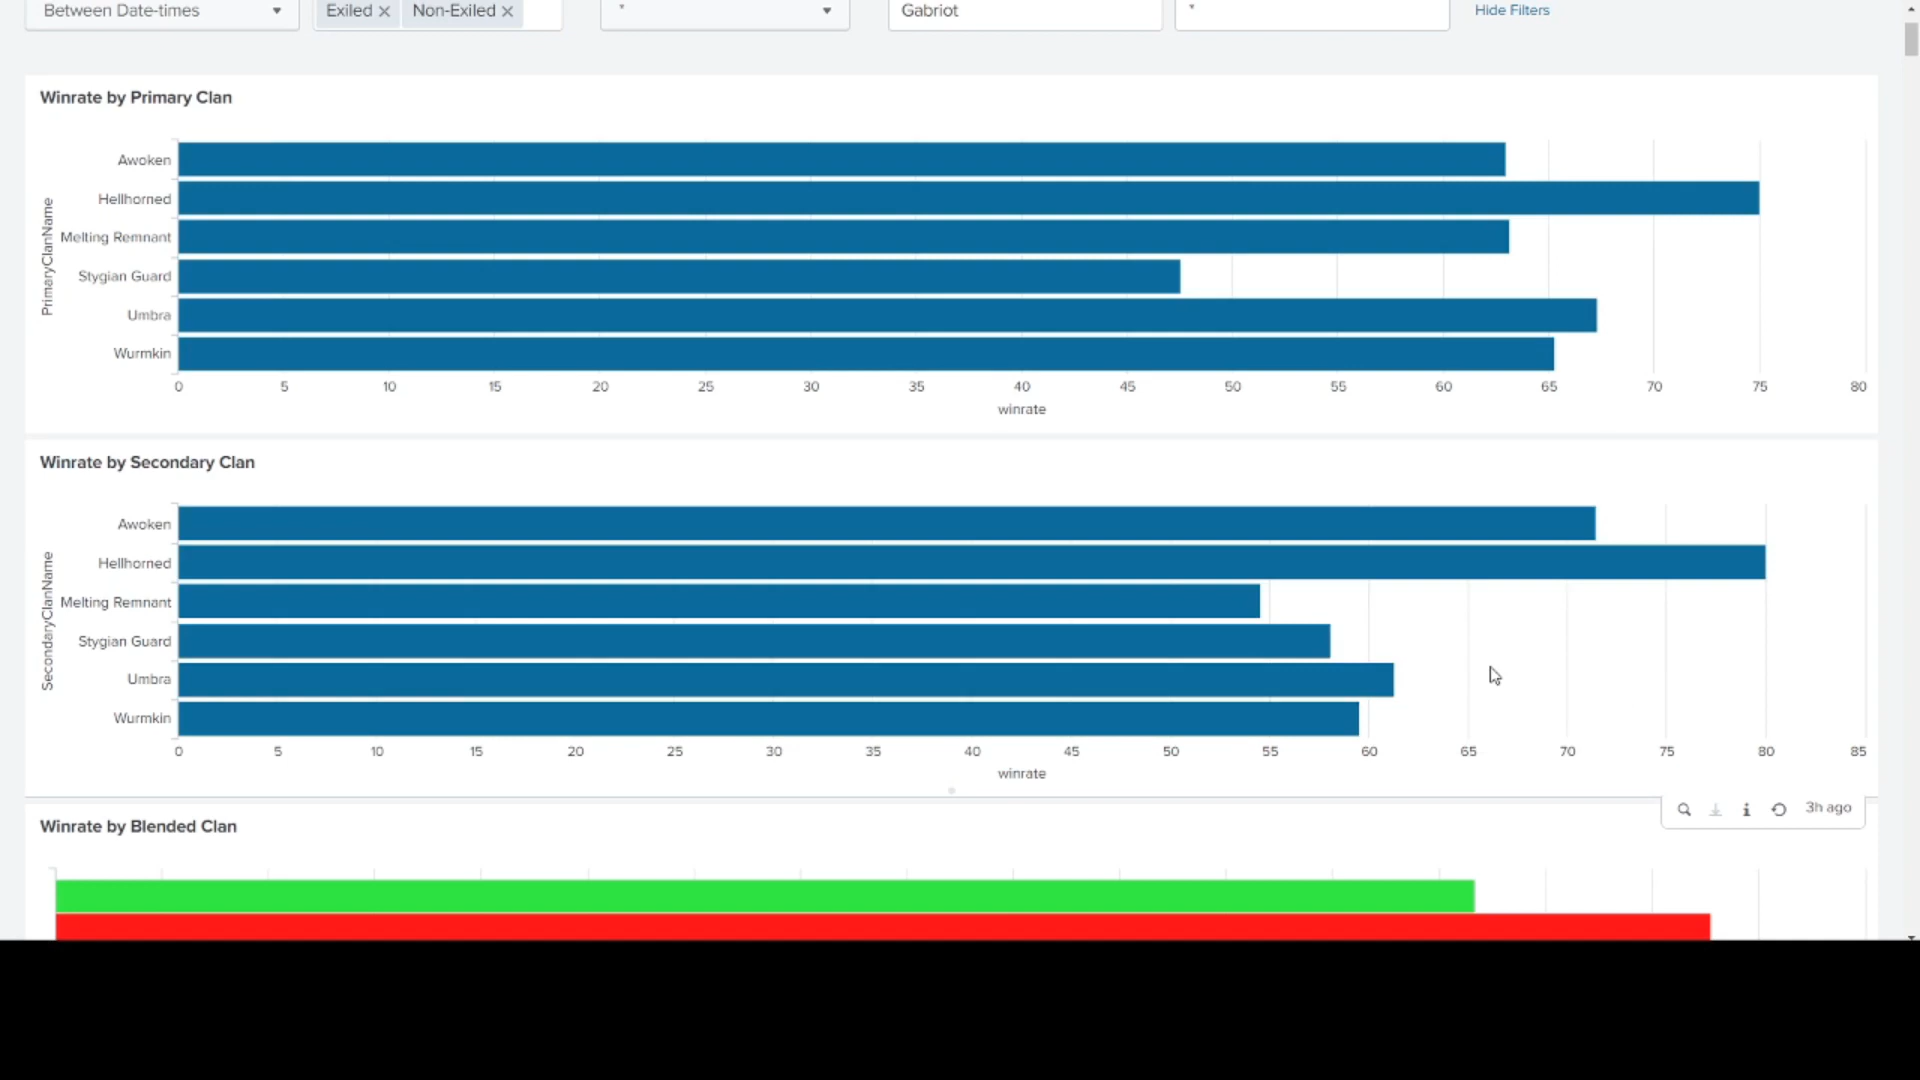 Between Date-times Exiled Non-Exiled * Gabriot * Hide Filters
Winrate by Primary Clan
PrimaryClanName
Awoken
Hellhorned
Melting Remnant
Stygian Guard
Umbra
Wurmkin
0 5 10 15 20 25 30 35 40 45 50 55 60 65 70 75 80
winrate
Winrate by Secondary Clan
SecondaryClanName
Awoken
Hellhorned
Melting Remnant
Stygian Guard
Umbra
Wurmkin
0 5 10 15 20 25 30 35 40 45 50 55 60 65 70 75 80 85
winrate
3h ago
Winrate by Blended Clan